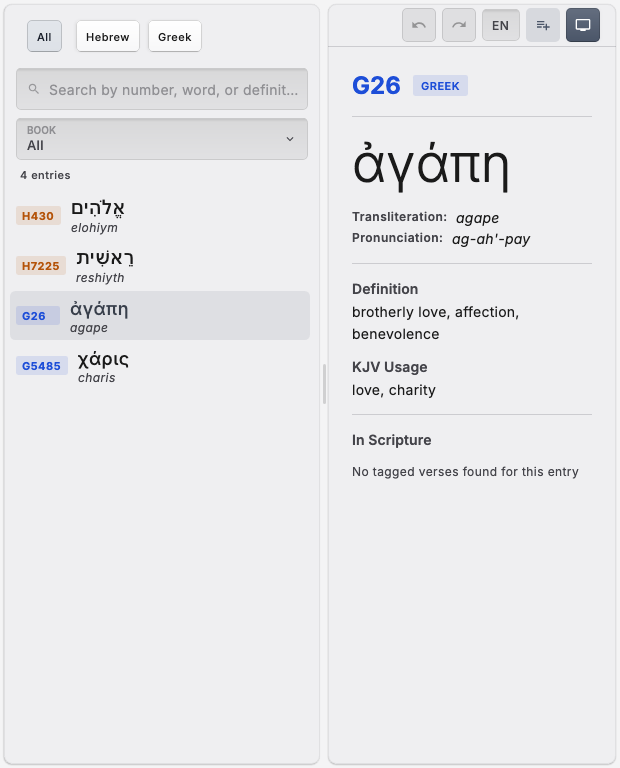 All
Hebrew
Greek
Search by number, word, or definit...
BOOK
All
4 entries
H430
אֱלֹהִים
elohiym
H7225
רֵאשִׁית
reshiyth
G26
ἀγάπη
agape
G5485
χάρις
charis
EN
G26
GREEK
ἀγάπη
Transliteration: agape
Pronunciation: ag-ah'-pay
Definition
brotherly love, affection,
benevolence
KJV Usage
love, charity
In Scripture
No tagged verses found for this entry